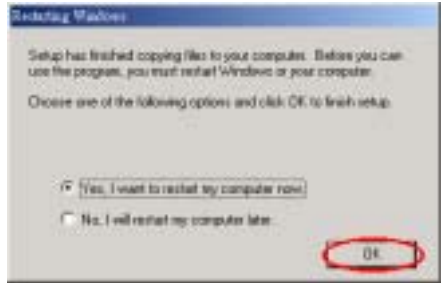 Restarting Windows
Setup has finished copying files to your computer. Before you can
use the program, you must restart Windows or your computer.
Choose one of the following options and click OK to finish setup.
Yes, I want to restart my computer now.
No, I will restart my computer later.
OK